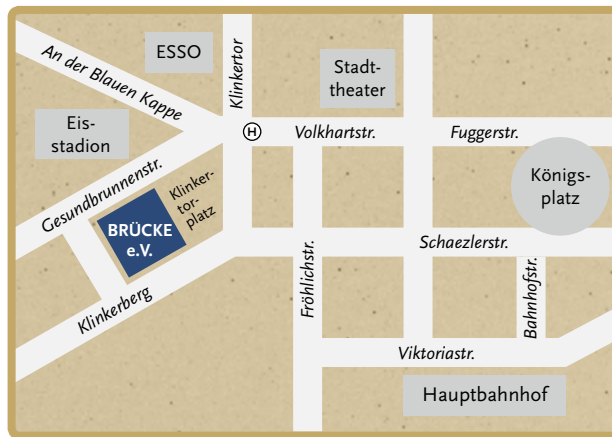 An der Blauen Kappe
ESSO
Klinkertor
Stadt-
theater
Eis-
stadion
H
Volkhartstr.
Fuggerstr.
Gesundbrunnenstr.
Klinker-
tor-
platz
Königs-
platz
BRÜCKE
e.V.
Schaezlerstr.
Fröhlichstr.
Bahnhofstr.
Klinkerberg
Viktoriastr.
Hauptbahnhof